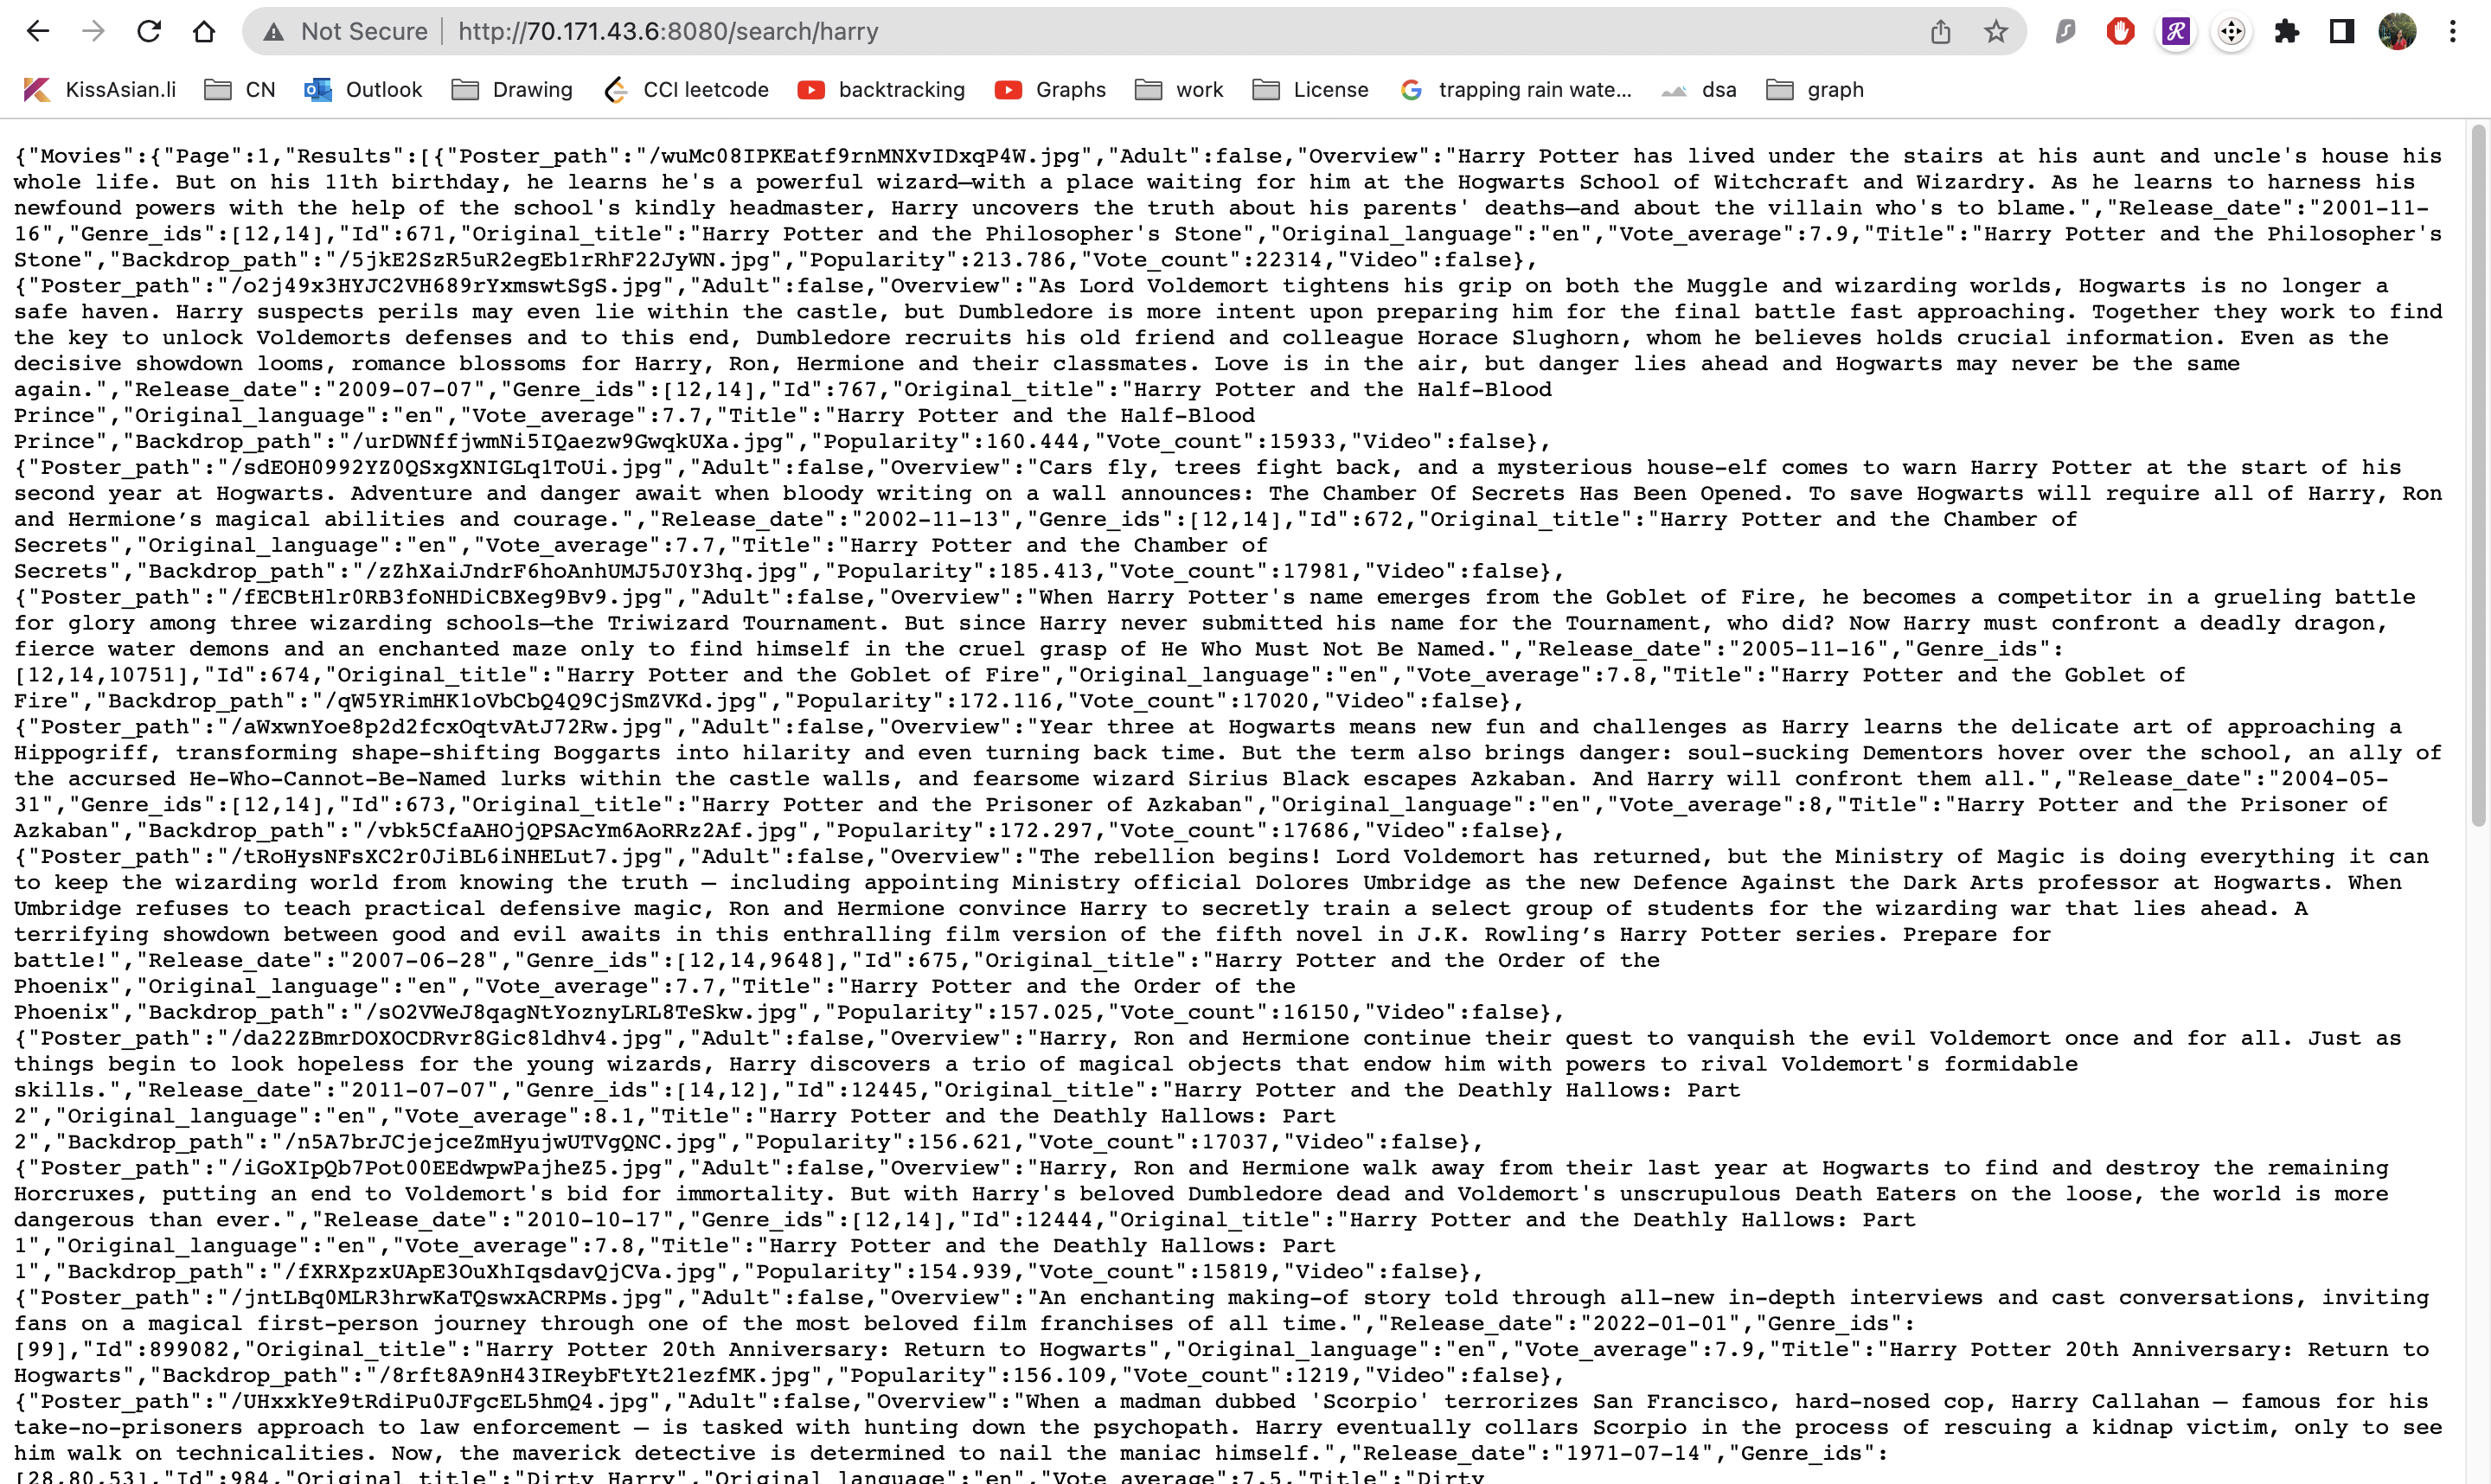 Not Secure http://70.171.43.6:8080/search/harry
KissAsian.li CN Outlook Drawing CCI leetcode backtracking Graphs work License trapping rain wate... dsa graph
{"Movies":{"Page":1,"Results":[{"Poster_path":"/wuMc08IPKEatf9rnMNXvIDxqP4W.jpg","Adult":false,"Overview":"Harry Potter has lived under the stairs at his aunt and uncle's house his
whole life. But on his 11th birthday, he learns he's a powerful wizard—with a place waiting for him at the Hogwarts School of Witchcraft and Wizardry. As he learns to harness his
newfound powers with the help of the school's kindly headmaster, Harry uncovers the truth about his parents' deaths—and about the villain who's to blame.","Release_date":"2001-11-
16","Genre_ids":[12,14],"Id":671,"Original_title":"Harry Potter and the Philosopher's Stone","Original_language":"en","Vote_average":7.9,"Title":"Harry Potter and the Philosopher's
Stone","Backdrop_path":"/5jkE2SzR5uR2egEb1rRhF22JyWN.jpg","Popularity":213.786,"Vote_count":22314,"Video":false},
{"Poster_path":"/o2j49x3HYJC2VH689rYxmswtSgS.jpg","Adult":false,"Overview":"As Lord Voldemort tightens his grip on both the Muggle and wizarding worlds, Hogwarts is no longer a
safe haven. Harry suspects perils may even lie within the castle, but Dumbledore is more intent upon preparing him for the final battle fast approaching. Together they work to find
the key to unlock Voldemorts defenses and to this end, Dumbledore recruits his old friend and colleague Horace Slughorn, whom he believes holds crucial information. Even as the
decisive showdown looms, romance blossoms for Harry, Ron, Hermione and their classmates. Love is in the air, but danger lies ahead and Hogwarts may never be the same
again.","Release_date":"2009-07-07","Genre_ids":[12,14],"Id":767,"Original_title":"Harry Potter and the Half-Blood
Prince","Original_language":"en","Vote_average":7.7,"Title":"Harry Potter and the Half-Blood
Prince","Backdrop_path":"/urDWNffjwmNi5IQaezw9GwqkUXa.jpg","Popularity":160.444,"Vote_count":15933,"Video":false},
{"Poster_path":"/sdEOH0992YZ0QSxgXNIGLq1ToUi.jpg","Adult":false,"Overview":"Cars fly, trees fight back, and a mysterious house-elf comes to warn Harry Potter at the start of his
second year at Hogwarts. Adventure and danger await when bloody writing on a wall announces: The Chamber Of Secrets Has Been Opened. To save Hogwarts will require all of Harry, Ron
and Hermione’s magical abilities and courage.","Release_date":"2002-11-13","Genre_ids":[12,14],"Id":672,"Original_title":"Harry Potter and the Chamber of
Secrets","Original_language":"en","Vote_average":7.7,"Title":"Harry Potter and the Chamber of
Secrets","Backdrop_path":"/zZhXaiJndrF6hoAnhUMJ5J0Y3hq.jpg","Popularity":185.413,"Vote_count":17981,"Video":false},
{"Poster_path":"/fECBtHlr0RB3foNHDiCBXeg9Bv9.jpg","Adult":false,"Overview":"When Harry Potter's name emerges from the Goblet of Fire, he becomes a competitor in a grueling battle
for glory among three wizarding schools—the Triwizard Tournament. But since Harry never submitted his name for the Tournament, who did? Now Harry must confront a deadly dragon,
fierce water demons and an enchanted maze only to find himself in the cruel grasp of He Who Must Not Be Named.","Release_date":"2005-11-16","Genre_ids":
[12,14,10751],"Id":674,"Original_title":"Harry Potter and the Goblet of Fire","Original_language":"en","Vote_average":7.8,"Title":"Harry Potter and the Goblet of
Fire","Backdrop_path":"/qW5YRimHK1oVbCbQ4Q9CjSmZVKd.jpg","Popularity":172.116,"Vote_count":17020,"Video":false},
{"Poster_path":"/aWxwnYoe8p2d2fcxOqtvAtJ72Rw.jpg","Adult":false,"Overview":"Year three at Hogwarts means new fun and challenges as Harry learns the delicate art of approaching a
Hippogriff, transforming shape-shifting Boggarts into hilarity and even turning back time. But the term also brings danger: soul-sucking Dementors hover over the school, an ally of
the accursed He-Who-Cannot-Be-Named lurks within the castle walls, and fearsome wizard Sirius Black escapes Azkaban. And Harry will confront them all.","Release_date":"2004-05-
31","Genre_ids":[12,14],"Id":673,"Original_title":"Harry Potter and the Prisoner of Azkaban","Original_language":"en","Vote_average":8,"Title":"Harry Potter and the Prisoner of
Azkaban","Backdrop_path":"/vbk5CfaAHOjQPSAcYm6AoRRz2Af.jpg","Popularity":172.297,"Vote_count":17686,"Video":false},
{"Poster_path":"/tRoHysNFsXC2r0JiBL6iNHELut7.jpg","Adult":false,"Overview":"The rebellion begins! Lord Voldemort has returned, but the Ministry of Magic is doing everything it can
to keep the wizarding world from knowing the truth – including appointing Ministry official Dolores Umbridge as the new Defence Against the Dark Arts professor at Hogwarts. When
Umbridge refuses to teach practical defensive magic, Ron and Hermione convince Harry to secretly train a select group of students for the wizarding war that lies ahead. A
terrifying showdown between good and evil awaits in this enthralling film version of the fifth novel in J.K. Rowling’s Harry Potter series. Prepare for
battle!","Release_date":"2007-06-28","Genre_ids":[12,14,9648],"Id":675,"Original_title":"Harry Potter and the Order of the
Phoenix","Original_language":"en","Vote_average":7.7,"Title":"Harry Potter and the Order of the
Phoenix","Backdrop_path":"/sO2VWeJ8qagNtYoznyLRL8TeSkw.jpg","Popularity":157.025,"Vote_count":16150,"Video":false},
{"Poster_path":"/da22ZBmrDOXOCDRvr8Gic8ldhv4.jpg","Adult":false,"Overview":"Harry, Ron and Hermione continue their quest to vanquish the evil Voldemort once and for all. Just as
things begin to look hopeless for the young wizards, Harry discovers a trio of magical objects that endow him with powers to rival Voldemort's formidable
skills.","Release_date":"2011-07-07","Genre_ids":[14,12],"Id":12445,"Original_title":"Harry Potter and the Deathly Hallows: Part
2","Original_language":"en","Vote_average":8.1,"Title":"Harry Potter and the Deathly Hallows: Part
2","Backdrop_path":"/n5A7brJCjejceZmHyujwUTVgQNC.jpg","Popularity":156.621,"Vote_count":17037,"Video":false},
{"Poster_path":"/iGoXIpQb7Pot00EEdwpwPajheZ5.jpg","Adult":false,"Overview":"Harry, Ron and Hermione walk away from their last year at Hogwarts to find and destroy the remaining
Horcruxes, putting an end to Voldemort's bid for immortality. But with Harry's beloved Dumbledore dead and Voldemort's unscrupulous Death Eaters on the loose, the world is more
dangerous than ever.","Release_date":"2010-10-17","Genre_ids":[12,14],"Id":12444,"Original_title":"Harry Potter and the Deathly Hallows: Part
1","Original_language":"en","Vote_average":7.8,"Title":"Harry Potter and the Deathly Hallows: Part
1","Backdrop_path":"/fXRXpzxUApE3OuXhIqsdavQjCVa.jpg","Popularity":154.939,"Vote_count":15819,"Video":false},
{"Poster_path":"/jntLBq0MLR3hrwKaTQswxACRPMs.jpg","Adult":false,"Overview":"An enchanting making-of story told through all-new in-depth interviews and cast conversations, inviting
fans on a magical first-person journey through one of the most beloved film franchises of all time.","Release_date":"2022-01-01","Genre_ids":
[99],"Id":899082,"Original_title":"Harry Potter 20th Anniversary: Return to Hogwarts","Original_language":"en","Vote_average":7.9,"Title":"Harry Potter 20th Anniversary: Return to
Hogwarts","Backdrop_path":"/8rft8A9nH43IReybFtYt21ezfMK.jpg","Popularity":156.109,"Vote_count":1219,"Video":false},
{"Poster_path":"/UHxxkYe9tRdiPu0JFgcEL5hmQ4.jpg","Adult":false,"Overview":"When a madman dubbed 'Scorpio' terrorizes San Francisco, hard-nosed cop, Harry Callahan – famous for his
take-no-prisoners approach to law enforcement – is tasked with hunting down the psychopath. Harry eventually collars Scorpio in the process of rescuing a kidnap victim, only to see
him walk on technicalities. Now, the maverick detective is determined to nail the maniac himself.","Release_date":"1971-07-14","Genre_ids":
[28,80,53],"Id":984,"Original_title":"Dirty Harry","Original_language":"en","Vote_average":7.5,"Title":"Dirty